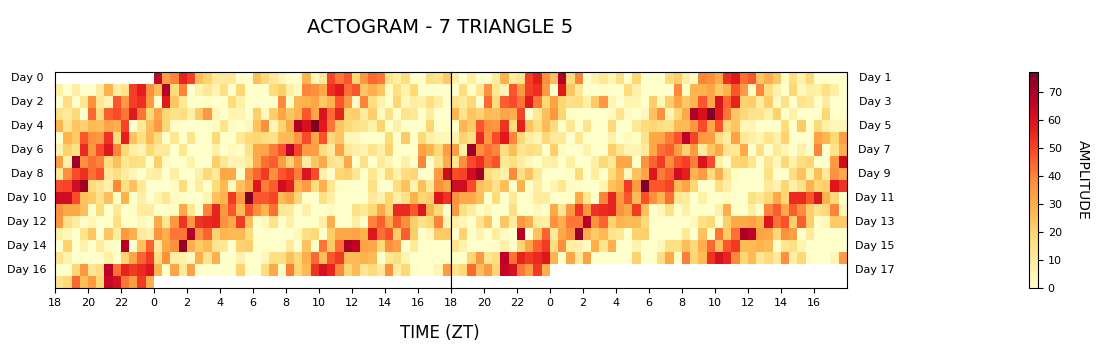 ACTOGRAM - 7 TRIANGLE 5
Day 0
Day 2
Day 4
Day 6
Day 8
Day 10
Day 12
Day 14
Day 16
Day 1
Day 3
Day 5
Day 7
Day 9
Day 11
Day 13
Day 15
Day 17
18 20 22 0 2 4 6 8 10 12 14 16 18 20 22 0 2 4 6 8 10 12 14 16
TIME (ZT)
70
60
50
40
30
20
10
0
AMPLITUDE